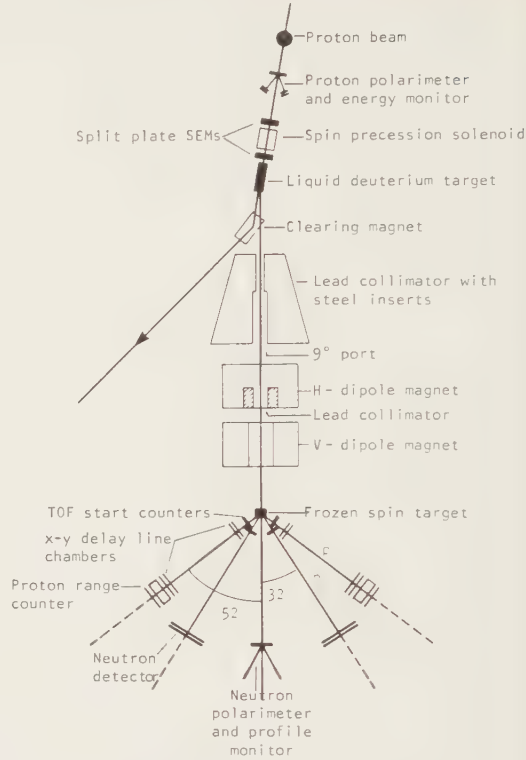 Proton beam
Proton polarimeter
and energy monitor
Split plate SEMs
Spin precession solenoid
Liquid deuterium target
Clearing magnet
Lead collimator with
steel inserts
9° port
H- dipole magnet
Lead collimator
V- dipole magnet
TOF start counters
Frozen spin target
x-y delay line
chambers
Proton range
counter
52
32
Neutron
detector
Neutron
polarimeter
and profile
monitor